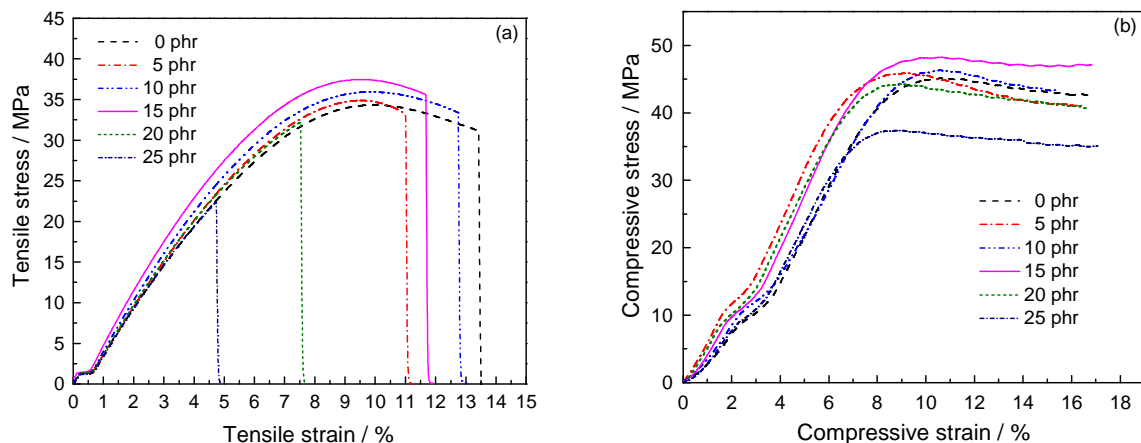 (a)
45
40
35
30
25
20
15
10
5
0
Tensile stress / MPa
0 phr
5 phr
10 phr
15 phr
20 phr
25 phr
0 1 2 3 4 5 6 7 8 9 10 11 12 13 14 15
Tensile strain / %
(b)
50
40
30
20
10
0
Compressive stress / MPa
0 phr
5 phr
10 phr
15 phr
20 phr
25 phr
0 2 4 6 8 10 12 14 16 18
Compressive strain / %